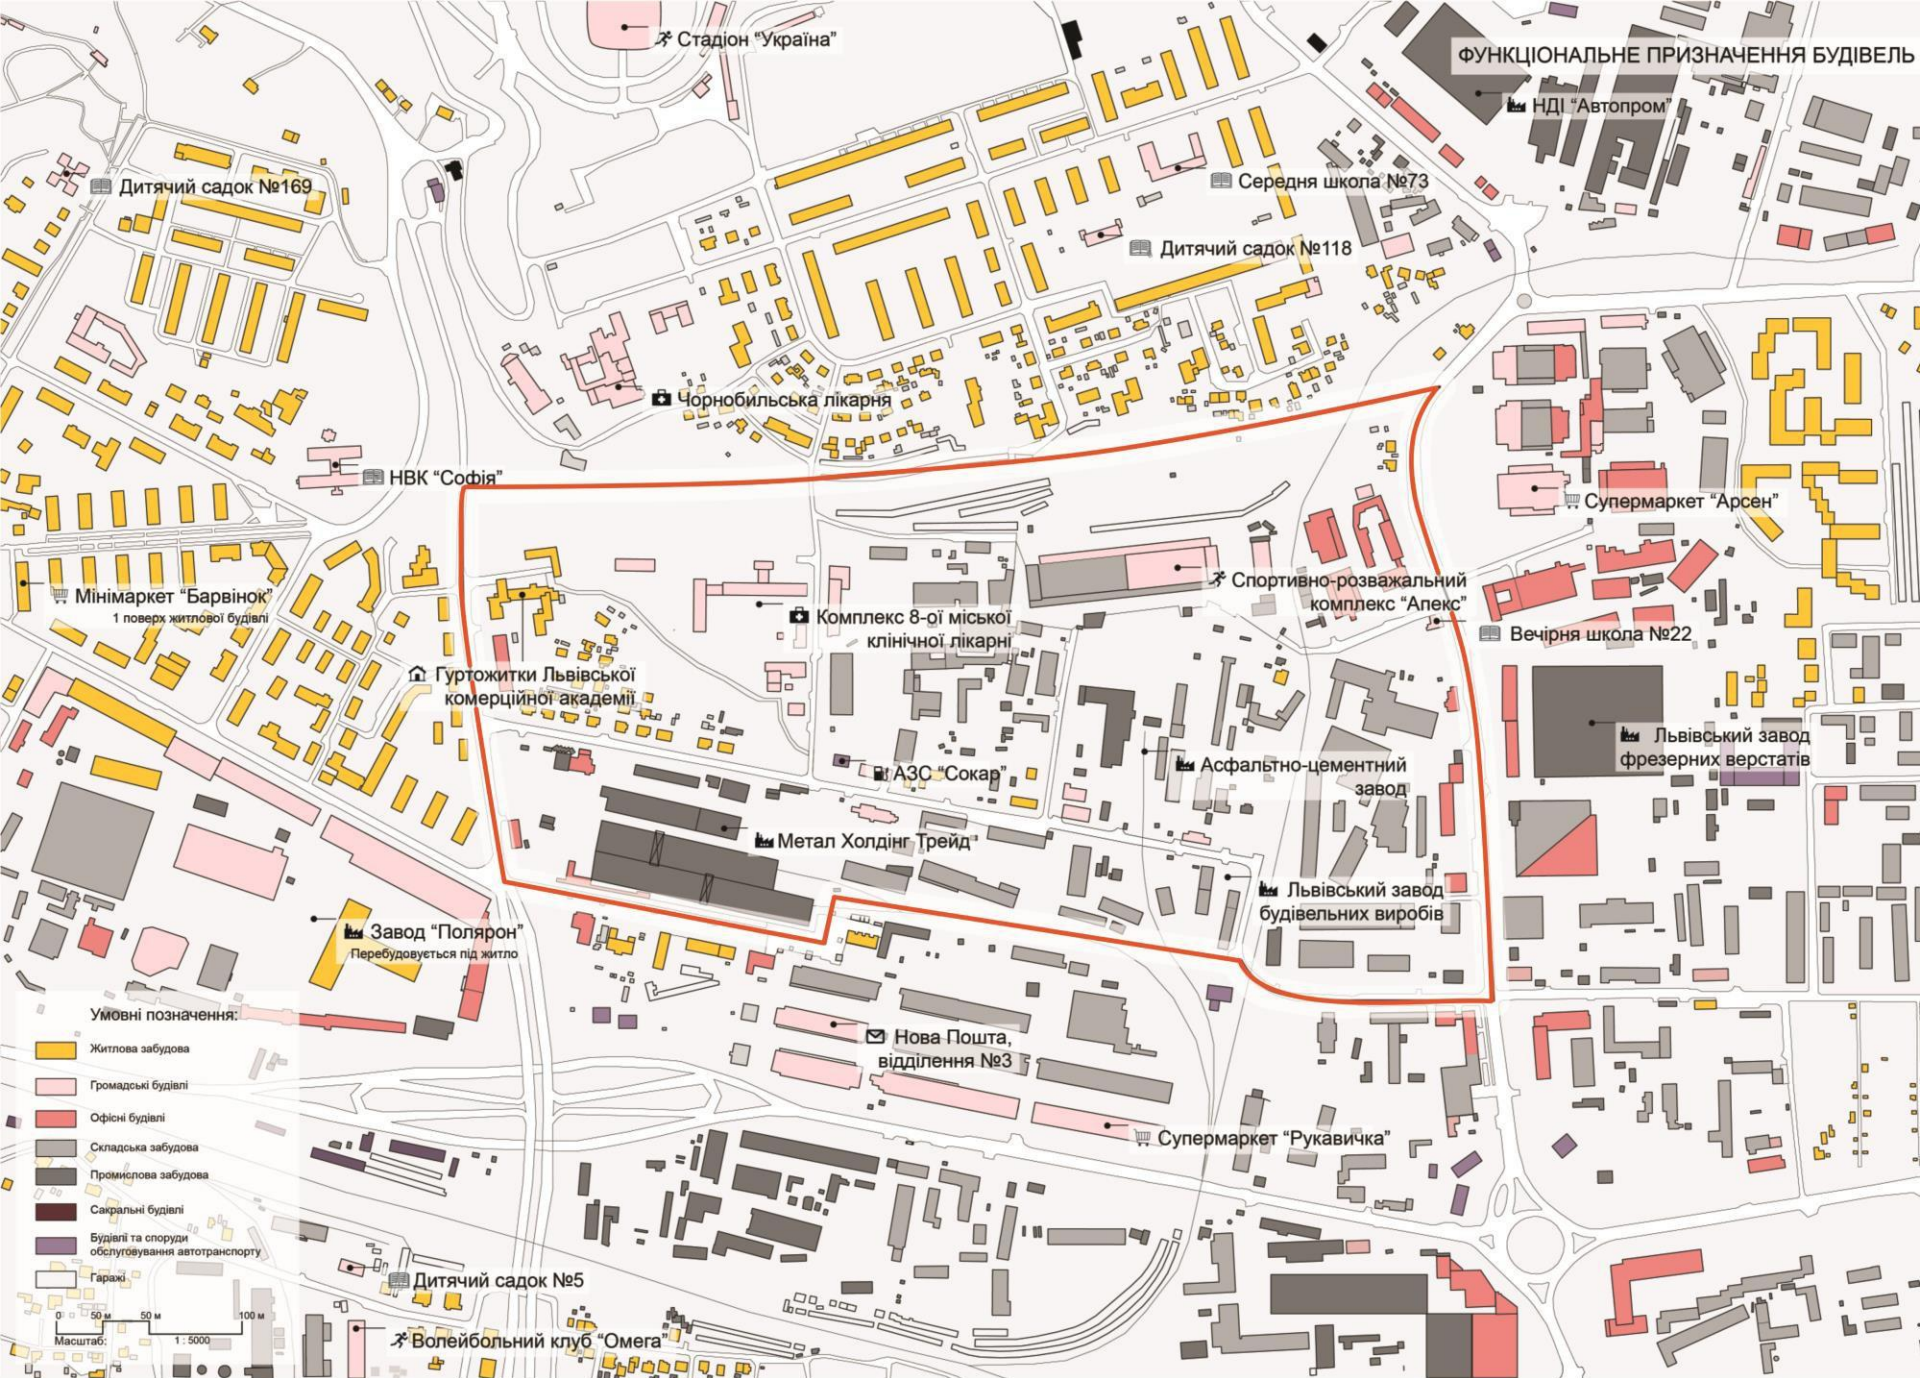 Стадіон “Україна”
ФУНКЦІОНАЛЬНЕ ПРИЗНАЧЕННЯ БУДІВЕЛЬ
НДІ “Автопром”
Дитячий садок №169
Середня школа №73
Дитячий садок №118
Чорнобильська лікарня
НВК “Софія”
Супермаркет “Арсен”
Мінімаркет “Барвінок”
1 поверх житлової будівлі
Спортивно-розважальний
комплекс “Апекс”
Комплекс 8-ої міської
клінічної лікарні
Вечірня школа №22
Гуртожитки Львівської
комерційної академії
Львівський завод
фрезерних верстатів
АЗС “Сокар”
Асфальтно-цементний
завод
Метал Холдінг Трейд”
Львівський завод
будівельних виробів
Завод “Полярон”
Перебудовується під житло
Нова Пошта,
відділення №3
Супермаркет “Рукавичка”
Умовні позначення:
Житлова забудова
Громадські будівлі
Офісні будівлі
Складська забудова
Промислова забудова
Сакральні будівлі
Будівлі та споруди
обслуговування автотранспорту
Гаражі
0 50 м 50 м 100 м
Масштаб: 1 : 5000
Дитячий садок №5
Волейбольний клуб “Омега”